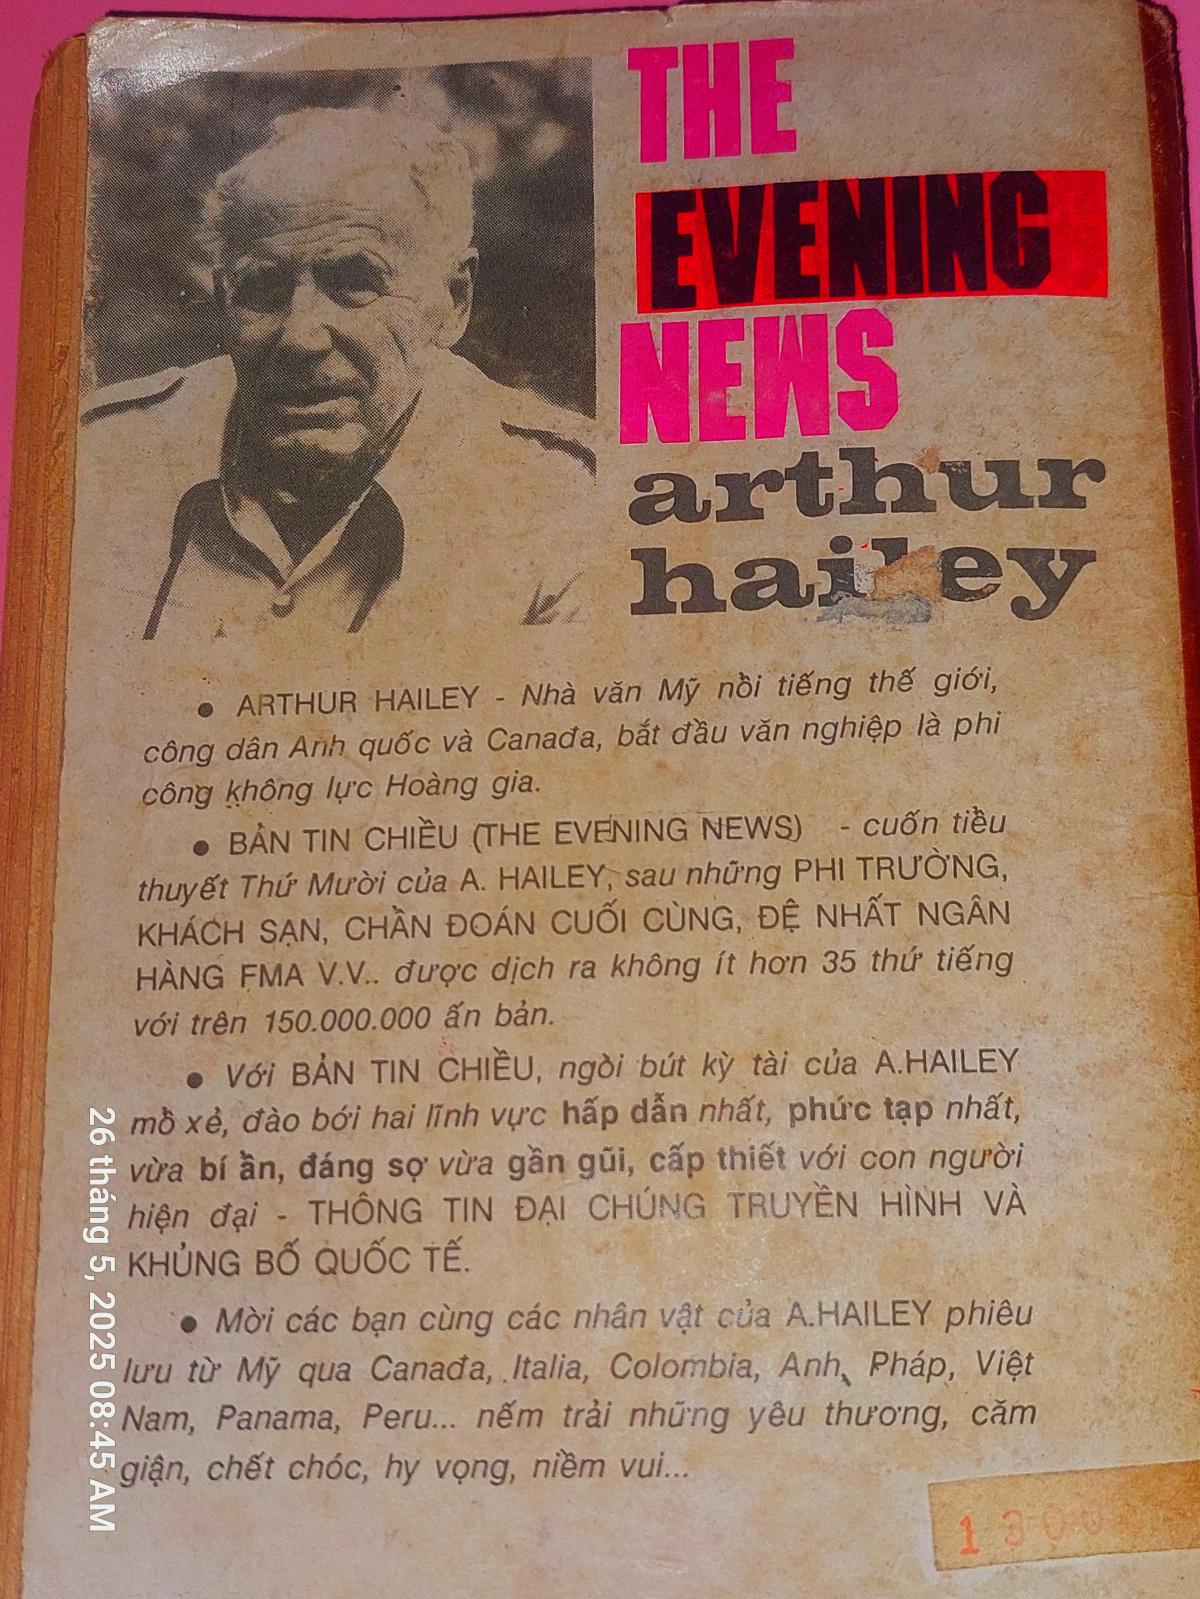 THE
EVENING
NEWS
arthur
hailey
● ARTHUR HAILEY - Nhà văn Mỹ nổi tiếng thế giới,
công dân Anh quốc và Canađa, bắt đầu văn nghiệp là phi
công không lực Hoàng gia.
● BẢN TIN CHIỀU (THE EVENING NEWS) - cuốn tiểu
thuyết Thứ Mười của A. HAILEY, sau những PHI TRƯỜNG,
KHÁCH SẠN, CHẨN ĐOÁN CUỐI CÙNG, ĐỆ NHẤT NGÂN
HÀNG FMA V.V.. được dịch ra không ít hơn 35 thứ tiếng
với trên 150.000.000 ấn bản.
● Với BẢN TIN CHIỀU, ngòi bút kỳ tài của A.HAILEY
mổ xẻ, đào bới hai lĩnh vực hấp dẫn nhất, phức tạp nhất,
vừa bí ẩn, đáng sợ vừa gần gũi, cấp thiết với con người
hiện đại - THÔNG TIN ĐẠI CHÚNG TRUYỀN HÌNH VÀ
KHỦNG BỐ QUỐC TẾ.
● Mời các bạn cùng các nhân vật của A.HAILEY phiêu
lưu từ Mỹ qua Canađa, Italia, Colombia, Anh, Pháp, Việt
Nam, Panama, Peru... nếm trải những yêu thương, căm
giận, chết chóc, hy vọng, niềm vui...
26 tháng 5, 2025 08:45 AM